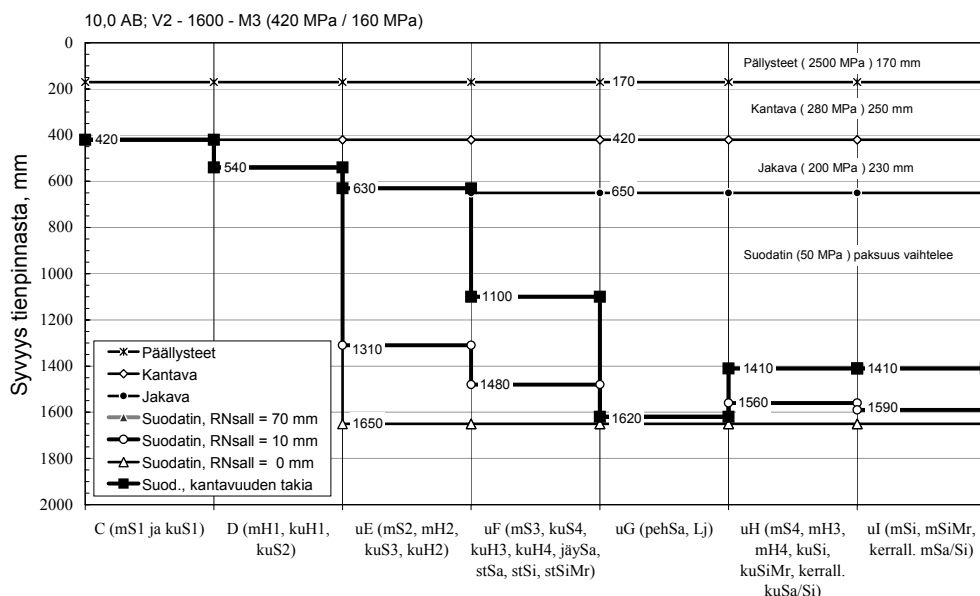 10,0 AB; V2 - 1600 - M3 (420 MPa / 160 MPa)
Syvyys tienpinnasta, mm
0
200
400
600
800
1000
1200
1400
1600
1800
2000
Päällysteet ( 2500 MPa ) 170 mm
170
Kantava ( 280 MPa ) 250 mm
420
420
540
Jakava ( 200 MPa ) 230 mm
630
650
Suodatin (50 MPa ) paksuus vaihtelee
1100
1310
1480
1410
1410
1560
1590
1650
1620
Päällysteet
Kantava
Jakava
Suodatin, RNsall = 70 mm
Suodatin, RNsall = 10 mm
Suodatin, RNsall = 0 mm
Suod., kantavuuden takia
C (mS1 ja kuS1)
D (mH1, kuH1,
kuS2)
uE (mS2, mH2,
kuS3, kuH2)
uF (mS3, kuS4,
kuH3, kuH4, jäySa,
stSa, stSi, stSiMr)
uG (pehSa, Lj)
uH (mS4, mH3,
mH4, kuSi,
kuSiMr, kerrall.
kuSa/Si)
uI (mSi, mSiMr,
kerrall. mSa/Si)